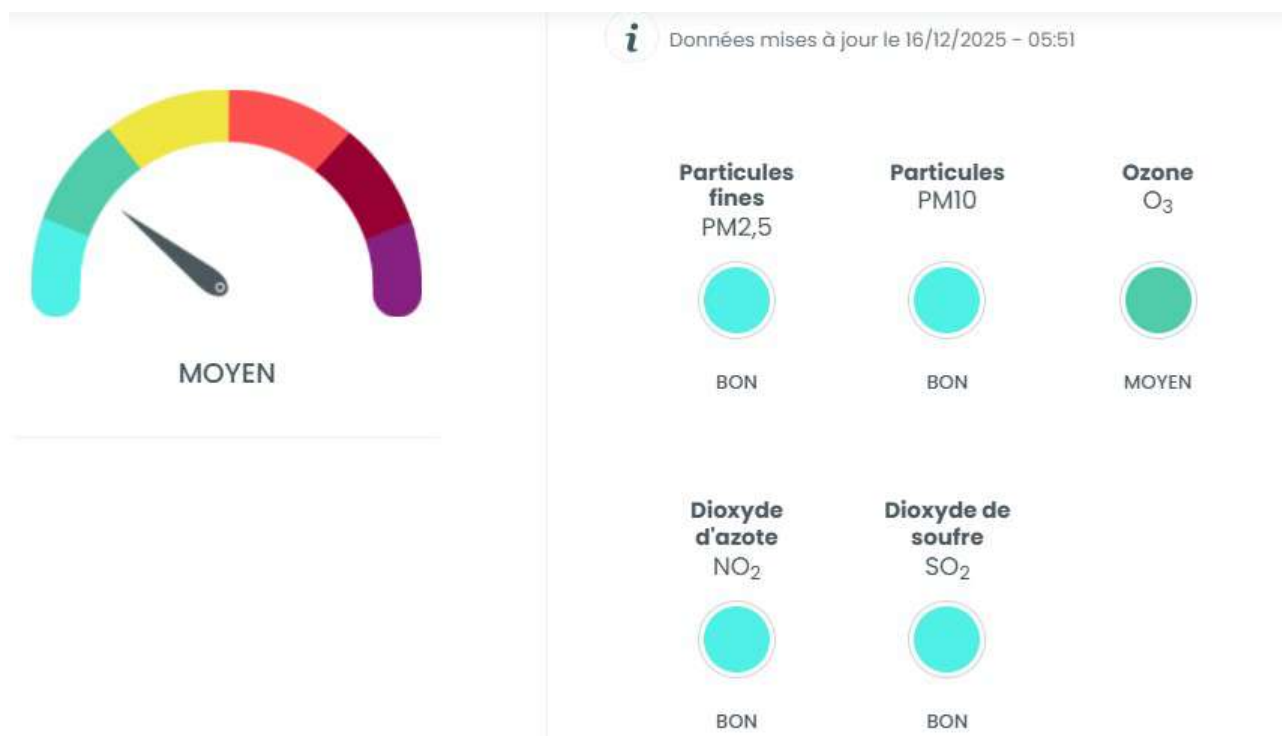 i Données mises à jour le 16/12/2025 - 05:51
MOYEN
Particules
fines
PM2,5
BON
Particules
PM10
BON
Ozone
O₃
MOYEN
Dioxyde
d'azote
NO₂
BON
Dioxyde de
soufre
SO₂
BON